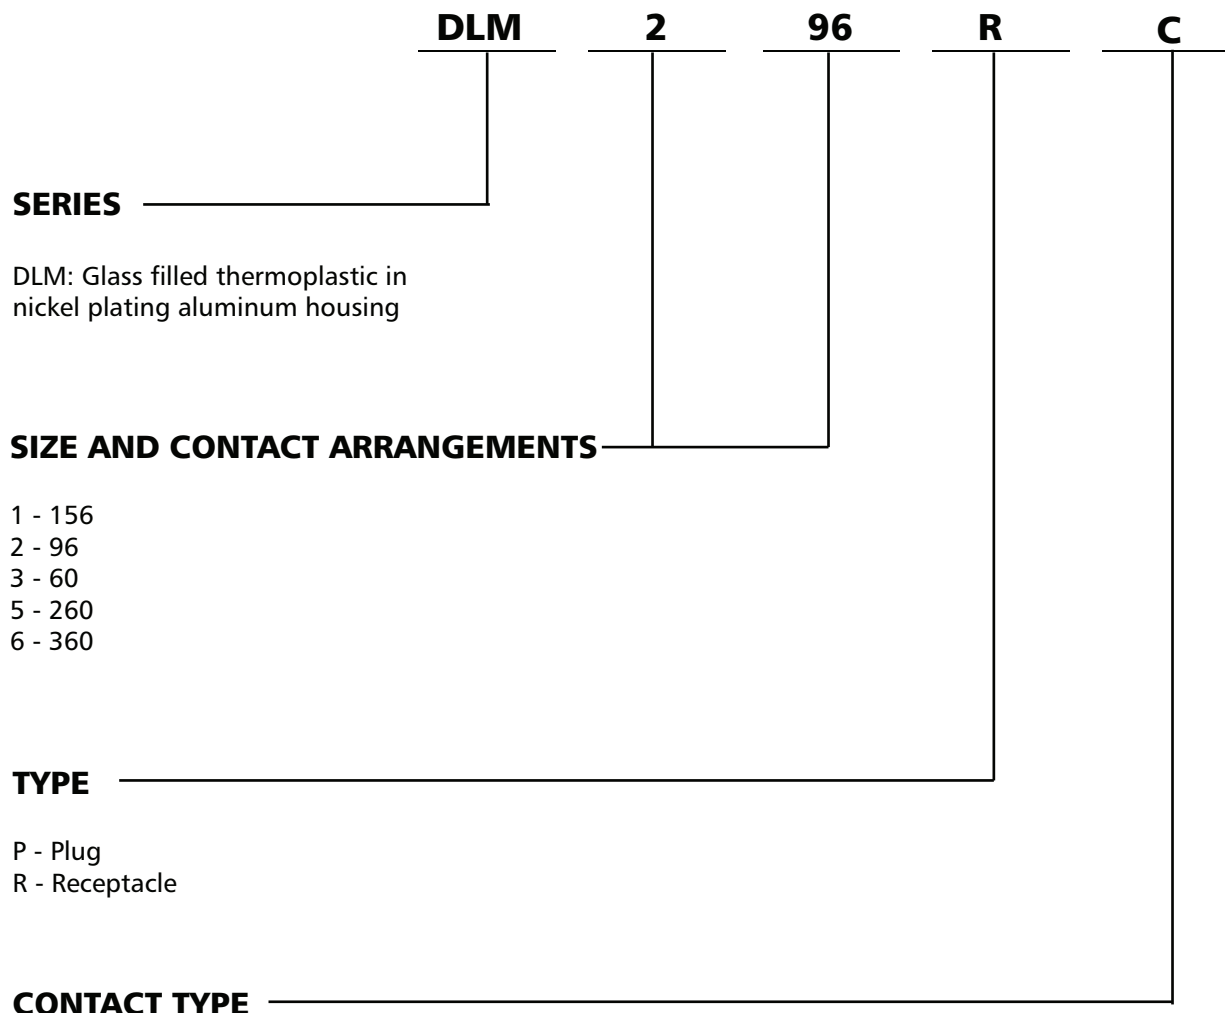 DLM 2 96 R C
SERIES
DLM: Glass filled thermoplastic in
nickel plating aluminum housing
SIZE AND CONTACT ARRANGEMENTS
1 - 156
2 - 96
3 - 60
5 - 260
6 - 360
TYPE
P - Plug
R - Receptacle
CONTACT TYPE